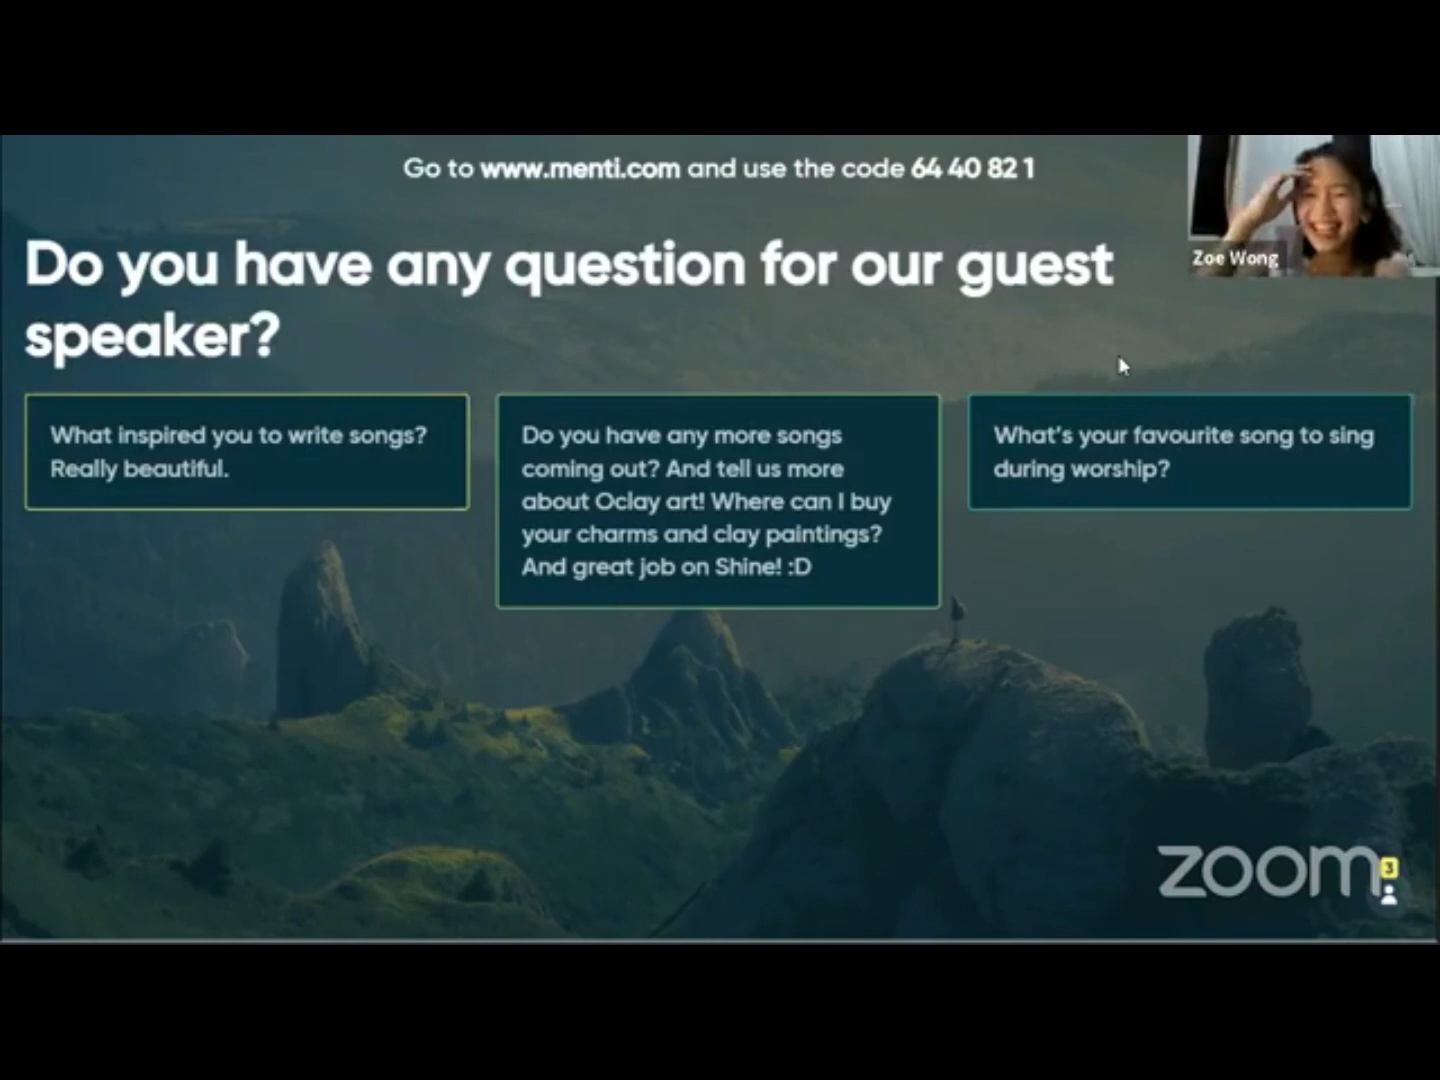 Go to www.menti.com and use the code 64 40 82 1
Zoe Wong
Do you have any question for our guest
speaker?
What inspired you to write songs?
Really beautiful.
Do you have any more songs
coming out? And tell us more
about Oclay art! Where can I buy
your charms and clay paintings?
And great job on Shine! :D
What's your favourite song to sing
during worship?
zoom
3